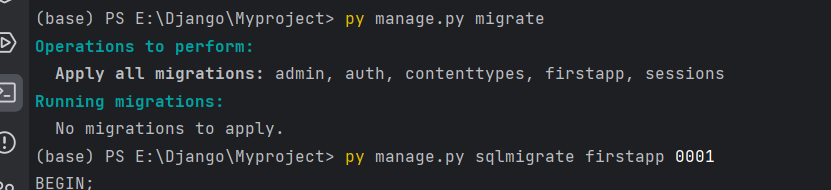 (base) PS E:\Django\Myproject> py manage.py migrate
Operations to perform:
  Apply all migrations: admin, auth, contenttypes, firstapp, sessions
Running migrations:
  No migrations to apply.
(base) PS E:\Django\Myproject> py manage.py sqlmigrate firstapp 0001
BEGIN;